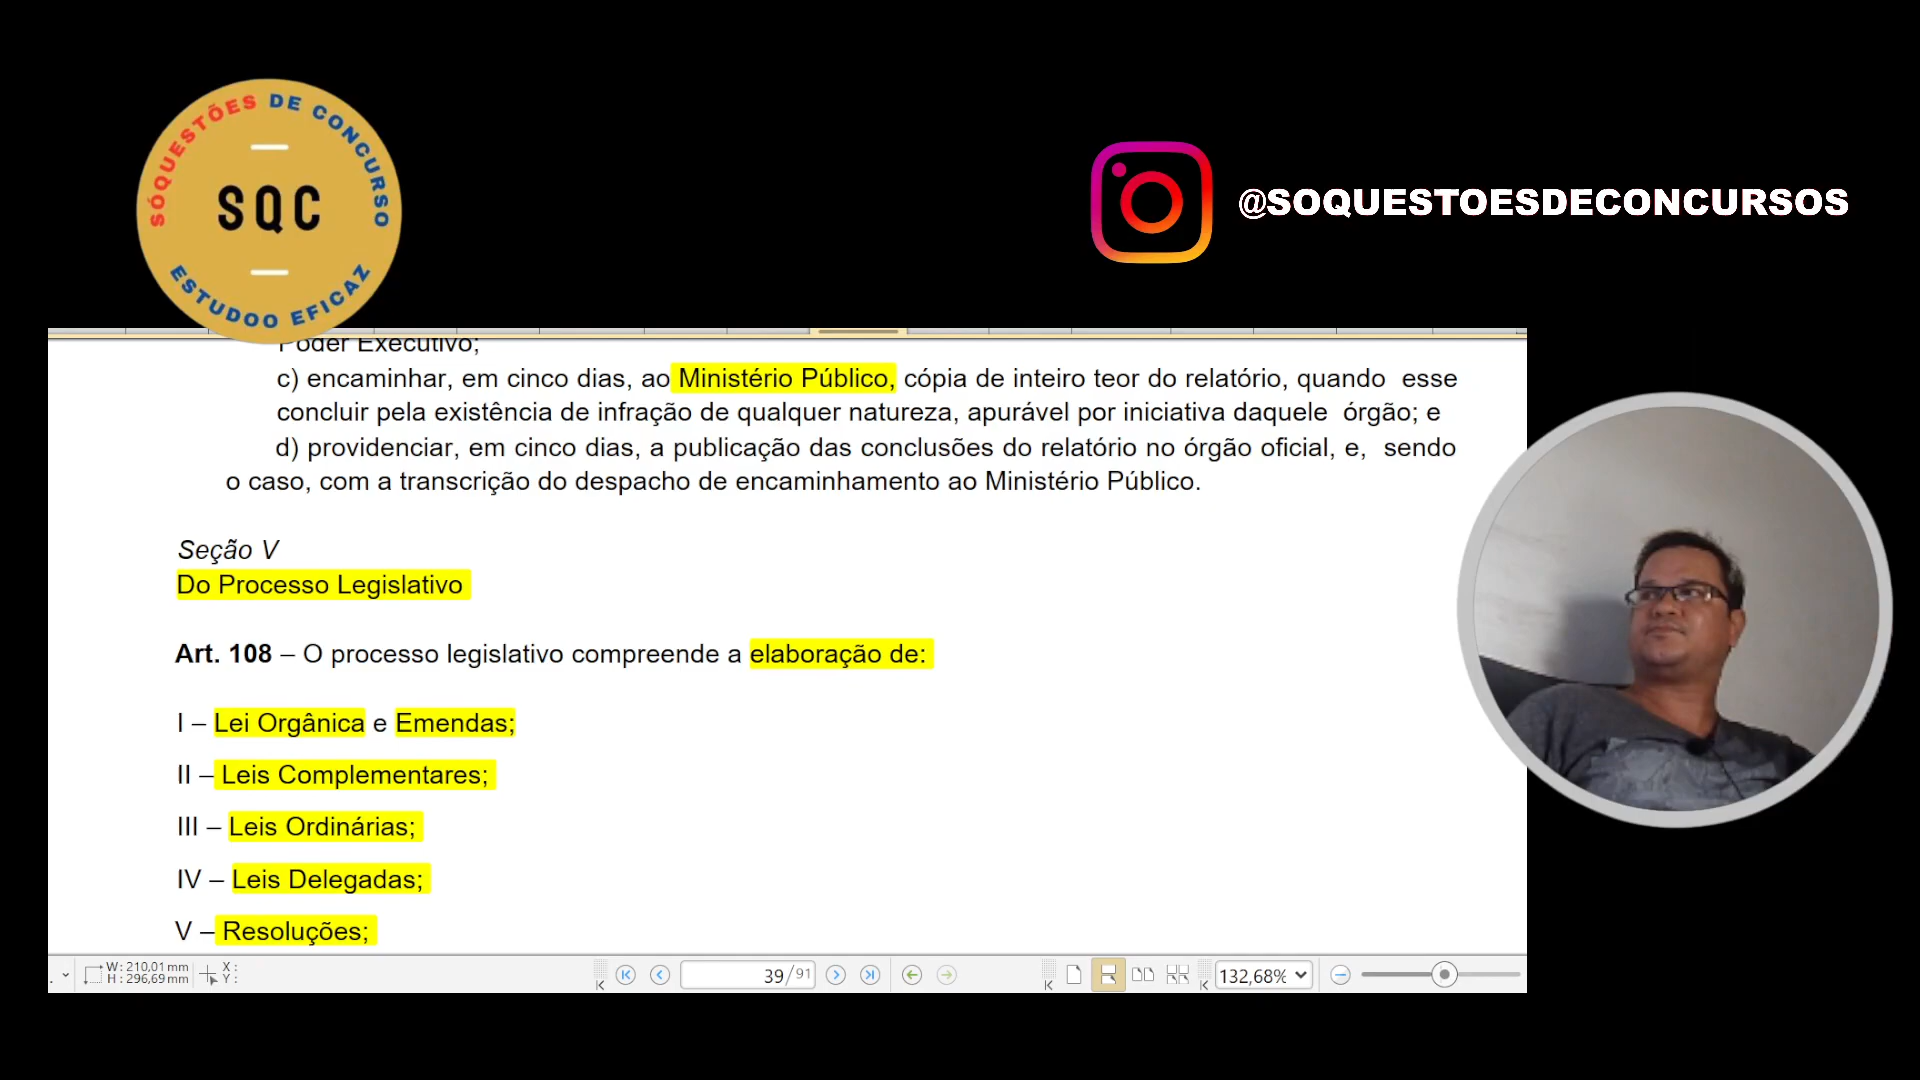 SÓQUESTÕES DE CONCURSO
SQC
ESTUDOO EFICAZ
@SOQUESTOESDECONCURSOS
Poder Executivo;
c) encaminhar, em cinco dias, ao Ministério Público, cópia de inteiro teor do relatório, quando esse
concluir pela existência de infração de qualquer natureza, apurável por iniciativa daquele órgão; e
d) providenciar, em cinco dias, a publicação das conclusões do relatório no órgão oficial, e, sendo
o caso, com a transcrição do despacho de encaminhamento ao Ministério Público.
Seção V
Do Processo Legislativo
Art. 108 – O processo legislativo compreende a elaboração de:
I – Lei Orgânica e Emendas;
II – Leis Complementares;
III – Leis Ordinárias;
IV – Leis Delegadas;
V – Resoluções;
W: 210,01 mm X :
H : 296,69 mm Y :
39/91
132,68%